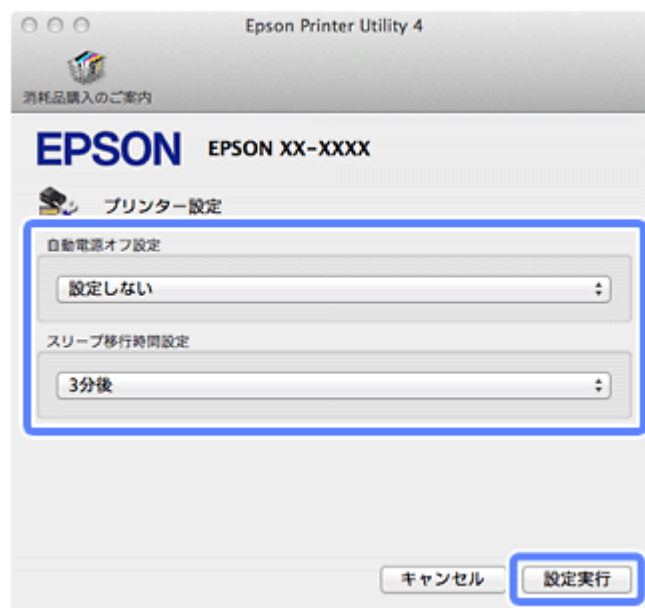 Epson Printer Utility 4
消耗品購入のご案内
EPSON EPSON XX-XXXX
プリンター設定
自動電源オフ設定
設定しない
スリープ移行時間設定
3分後
キャンセル 設定実行